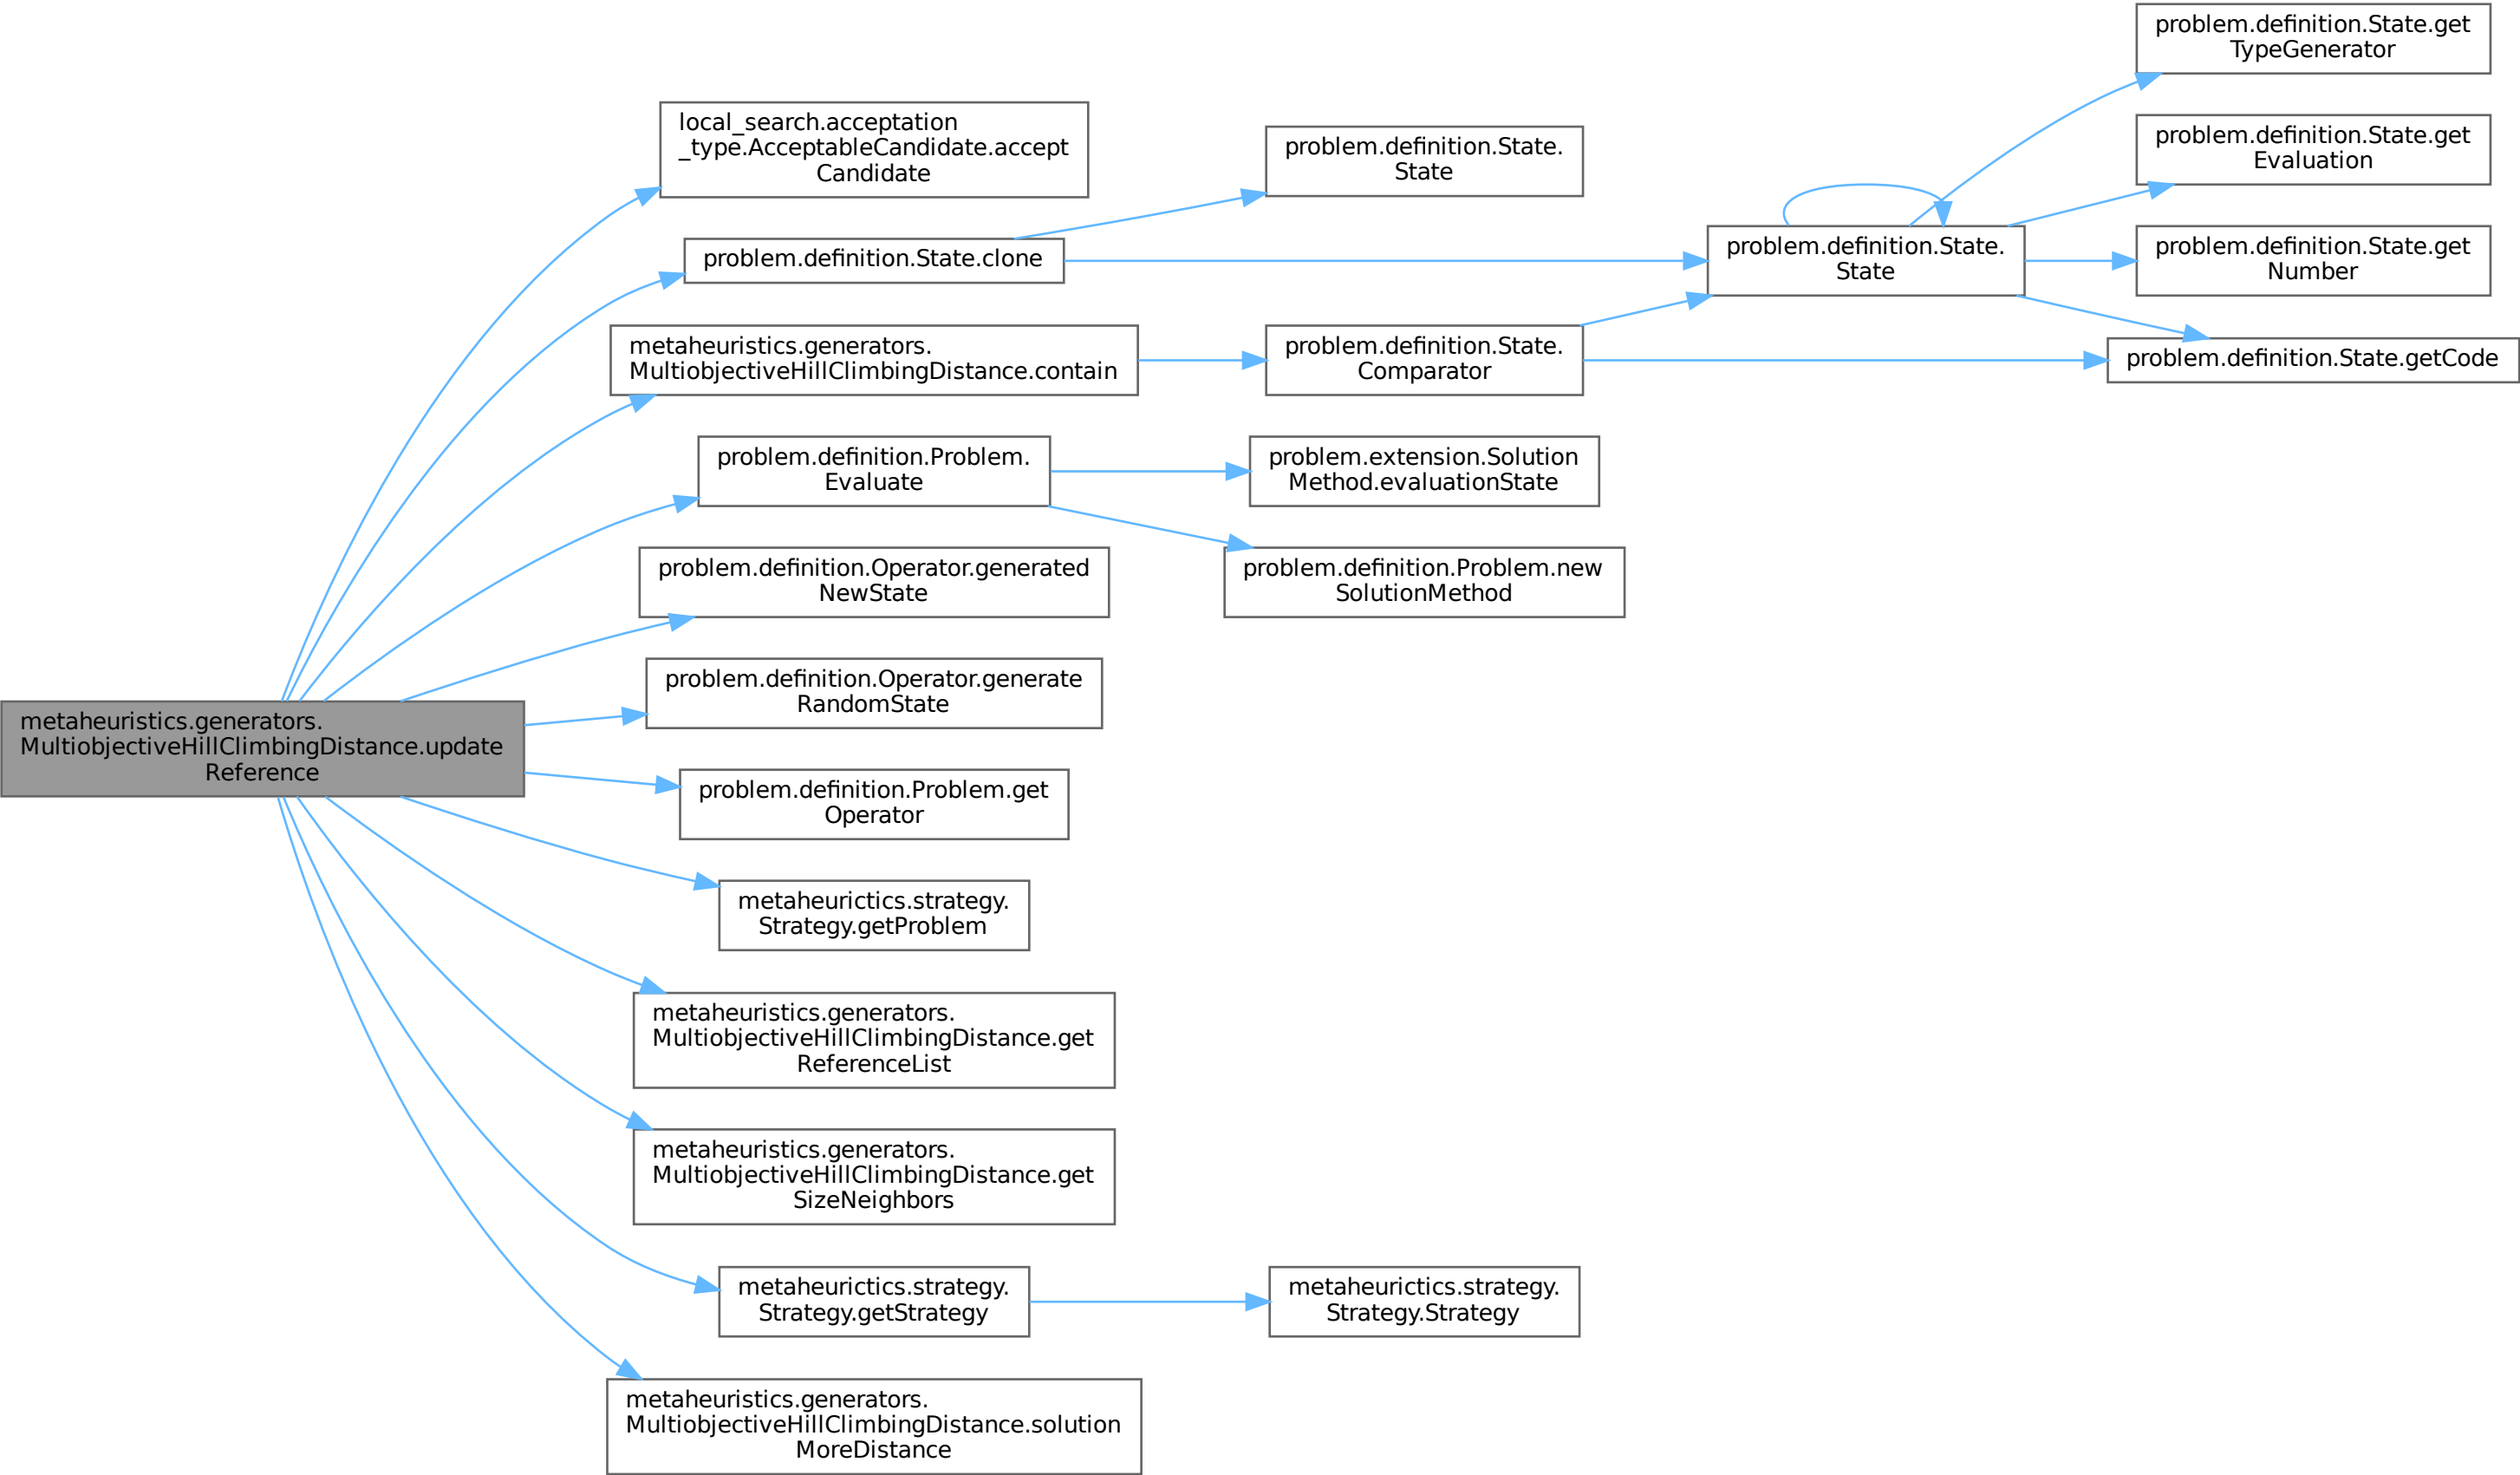 metaheuristics.generators.
MultiobjectiveHillClimbingDistance.update
Reference
local_search.acceptation
_type.AcceptableCandidate.accept
Candidate
problem.definition.State.clone
metaheuristics.generators.
MultiobjectiveHillClimbingDistance.contain
problem.definition.Problem.
Evaluate
problem.definition.Operator.generated
NewState
problem.definition.Operator.generate
RandomState
problem.definition.Problem.get
Operator
metaheurictics.strategy.
Strategy.getProblem
metaheuristics.generators.
MultiobjectiveHillClimbingDistance.get
ReferenceList
metaheuristics.generators.
MultiobjectiveHillClimbingDistance.get
SizeNeighbors
metaheurictics.strategy.
Strategy.getStrategy
metaheuristics.generators.
MultiobjectiveHillClimbingDistance.solution
MoreDistance
problem.definition.State.
State
problem.definition.State.
Comparator
problem.extension.Solution
Method.evaluationState
problem.definition.Problem.new
SolutionMethod
metaheurictics.strategy.
Strategy.Strategy
problem.definition.State.
State
problem.definition.State.get
TypeGenerator
problem.definition.State.get
Evaluation
problem.definition.State.get
Number
problem.definition.State.getCode